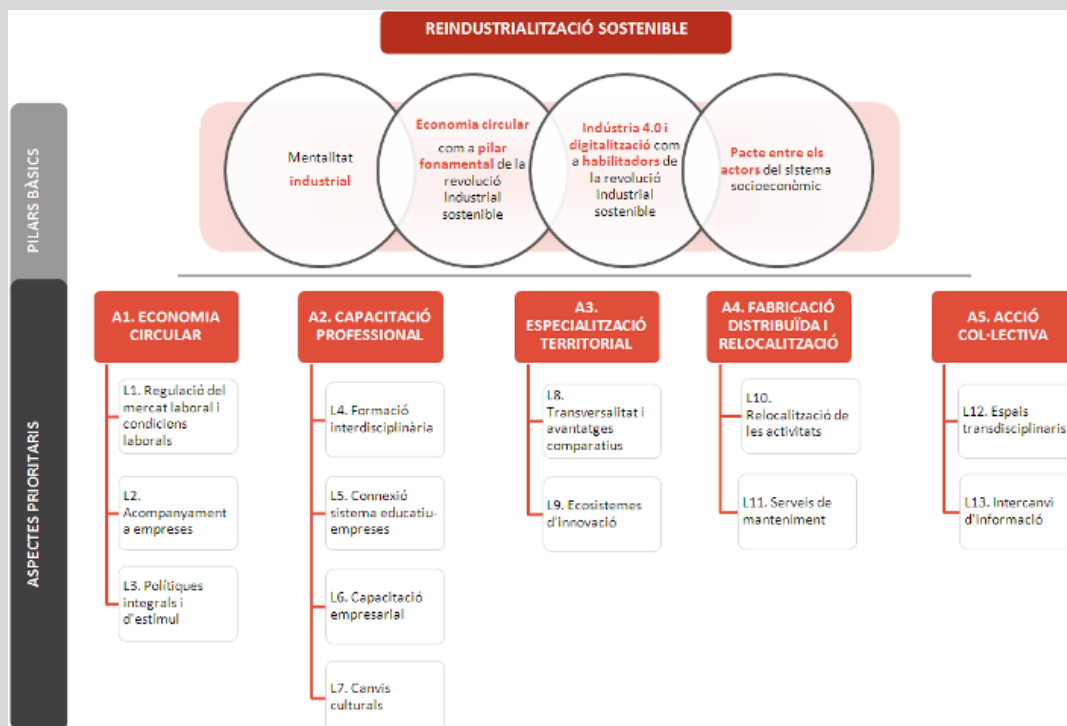 REINDUSTRIALITZACIÓ SOSTENIBLE
PILARS BÀSICS
Mentalitat
industrial
Economia circular
com a pilar
fonamental de la
revolució
industrial
sostenible
Indústria 4.0 i
digitalització com
a habilitadors de
la revolució
industrial
sostenible
Pacte entre els
actors del sistema
socioeconòmic
ASPECTES PRIORITARIS
A1. ECONOMIA
CIRCULAR
L1. Regulació del
mercat laboral i
condicions
laborals
L2.
Acompanyament
a empreses
L3. Polítiques
integrals i
d'estímul
A2. CAPACITACIÓ
PROFESSIONAL
L4. Formació
interdisciplinària
L5. Connexió
sistema educatiu-
empreses
L6. Capacitació
empresarial
L7. Canvis
culturals
A3.
ESPECIALITZACIÓ
TERRITORIAL
L8.
Transversalitat i
avantatges
comparatius
L9. Ecosistemes
d'innovació
A4. FABRICACIÓ
DISTRIBUÏDA I
RELOCALITZACIÓ
L10.
Relocalització de
les activitats
L11. Serveis de
manteniment
A5. ACCIÓ
COL·LECTIVA
L12. Espais
transdisciplinaris
L13. Intercanvi
d'informació